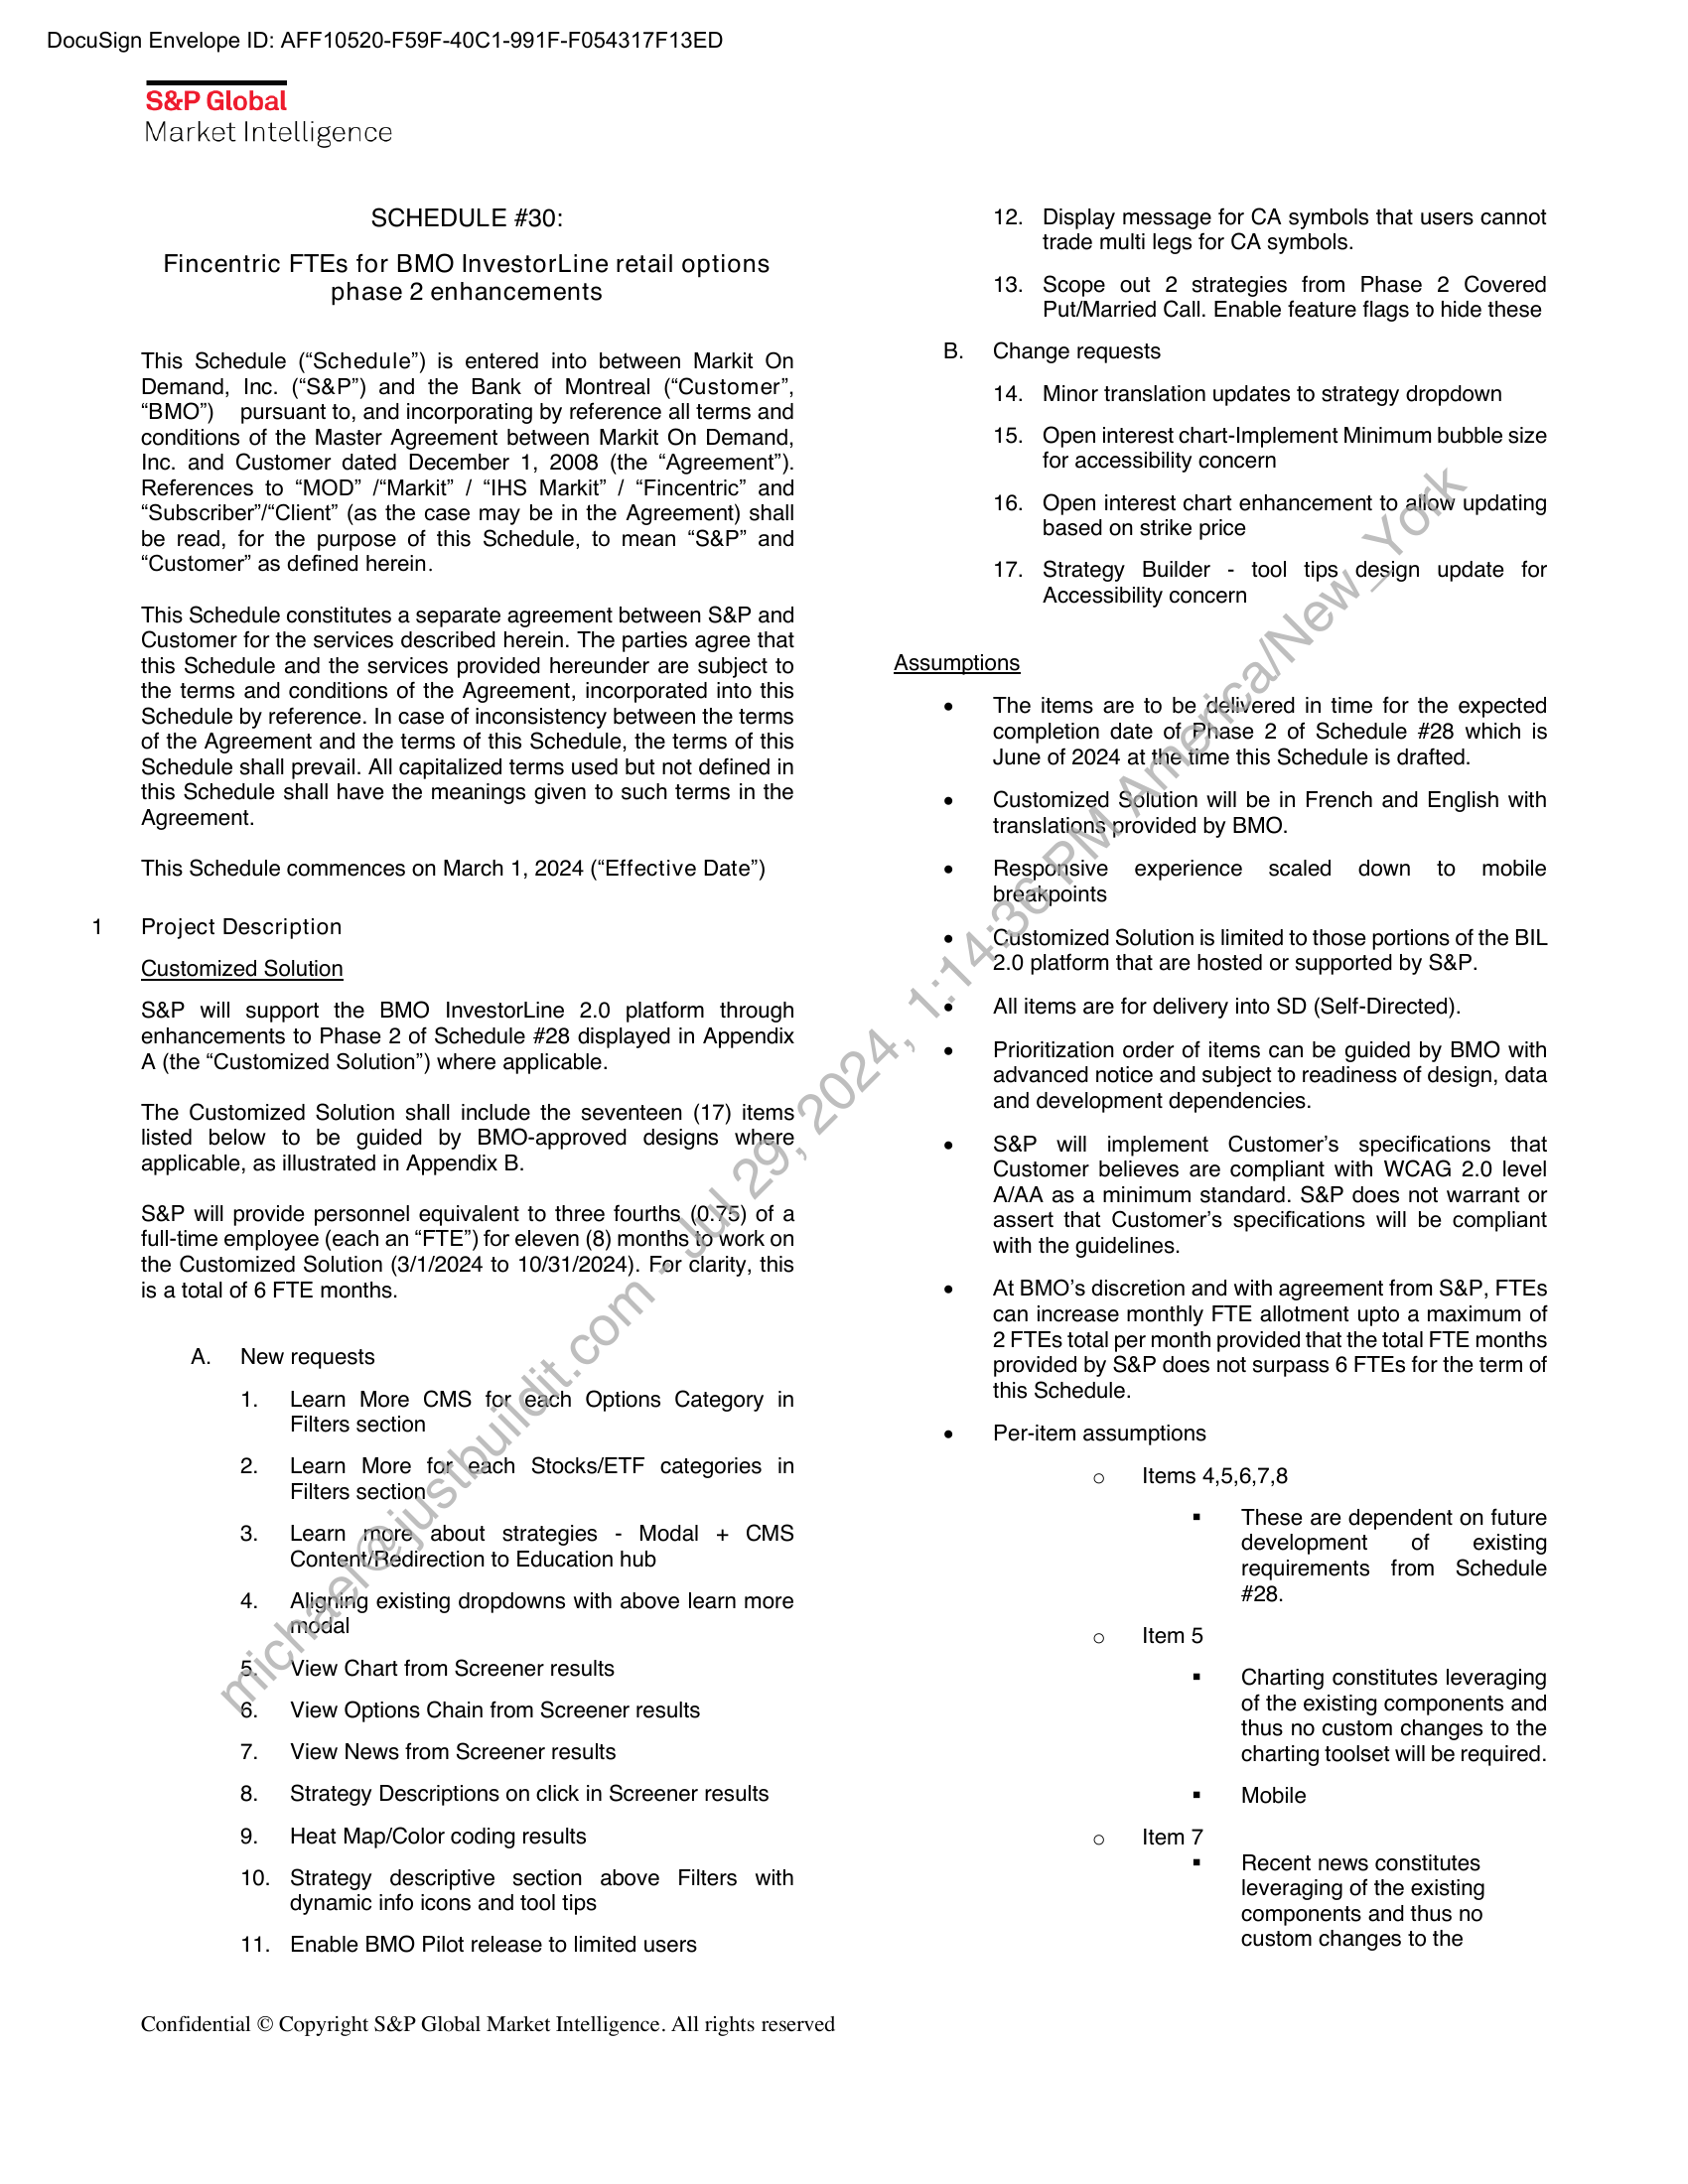 DocuSign Envelope ID: AFF10520-F59F-40C1-991F-F054317F13ED
S&P Global
Market Intelligence
SCHEDULE #30:
Fincentric FTEs for BMO InvestorLine retail options
phase 2 enhancements
This Schedule (“Schedule”) is entered into between Markit On
Demand, Inc. (“S&P”) and the Bank of Montreal (“Customer”,
“BMO”) pursuant to, and incorporating by reference all terms and
conditions of the Master Agreement between Markit On Demand,
Inc. and Customer dated December 1, 2008 (the “Agreement”).
References to “MOD” /“Markit” / “IHS Markit” / “Fincentric” and
“Subscriber”/“Client” (as the case may be in the Agreement) shall
be read, for the purpose of this Schedule, to mean “S&P” and
“Customer” as defined herein.
This Schedule constitutes a separate agreement between S&P and
Customer for the services described herein. The parties agree that
this Schedule and the services provided hereunder are subject to
the terms and conditions of the Agreement, incorporated into this
Schedule by reference. In case of inconsistency between the terms
of the Agreement and the terms of this Schedule, the terms of this
Schedule shall prevail. All capitalized terms used but not defined in
this Schedule shall have the meanings given to such terms in the
Agreement.
This Schedule commences on March 1, 2024 (“Effective Date”)
1 Project Description
Customized Solution
S&P will support the BMO InvestorLine 2.0 platform through
enhancements to Phase 2 of Schedule #28 displayed in Appendix
A (the “Customized Solution”) where applicable.
The Customized Solution shall include the seventeen (17) items
listed below to be guided by BMO-approved designs where
applicable, as illustrated in Appendix B.
S&P will provide personnel equivalent to three fourths (0.75) of a
full-time employee (each an “FTE”) for eleven (8) months to work on
the Customized Solution (3/1/2024 to 10/31/2024). For clarity, this
is a total of 6 FTE months.
A. New requests
1. Learn More CMS for each Options Category in
Filters section
2. Learn More for each Stocks/ETF categories in
Filters section
3. Learn more about strategies - Modal + CMS
Content/Redirection to Education hub
4. Aligning existing dropdowns with above learn more
modal
5. View Chart from Screener results
6. View Options Chain from Screener results
7. View News from Screener results
8. Strategy Descriptions on click in Screener results
9. Heat Map/Color coding results
10. Strategy descriptive section above Filters with
dynamic info icons and tool tips
11. Enable BMO Pilot release to limited users
12. Display message for CA symbols that users cannot
trade multi legs for CA symbols.
13. Scope out 2 strategies from Phase 2 Covered
Put/Married Call. Enable feature flags to hide these
B. Change requests
14. Minor translation updates to strategy dropdown
15. Open interest chart-Implement Minimum bubble size
for accessibility concern
16. Open interest chart enhancement to allow updating
based on strike price
17. Strategy Builder - tool tips design update for
Accessibility concern
Assumptions
• The items are to be delivered in time for the expected
completion date of Phase 2 of Schedule #28 which is
June of 2024 at the time this Schedule is drafted.
• Customized Solution will be in French and English with
translations provided by BMO.
• Responsive experience scaled down to mobile
breakpoints
• Customized Solution is limited to those portions of the BIL
2.0 platform that are hosted or supported by S&P.
• All items are for delivery into SD (Self-Directed).
• Prioritization order of items can be guided by BMO with
advanced notice and subject to readiness of design, data
and development dependencies.
• S&P will implement Customer’s specifications that
Customer believes are compliant with WCAG 2.0 level
A/AA as a minimum standard. S&P does not warrant or
assert that Customer’s specifications will be compliant
with the guidelines.
• At BMO’s discretion and with agreement from S&P, FTEs
can increase monthly FTE allotment upto a maximum of
2 FTEs total per month provided that the total FTE months
provided by S&P does not surpass 6 FTEs for the term of
this Schedule.
• Per-item assumptions
o Items 4,5,6,7,8
▪ These are dependent on future
development of existing
requirements from Schedule
#28.
o Item 5
▪ Charting constitutes leveraging
of the existing components and
thus no custom changes to the
charting toolset will be required.
▪ Mobile
o Item 7
▪ Recent news constitutes
leveraging of the existing
components and thus no
custom changes to the
michael@justbuildit.com - Jul 29, 2024, 1:14:36 PM America/New_York
Confidential © Copyright S&P Global Market Intelligence. All rights reserved